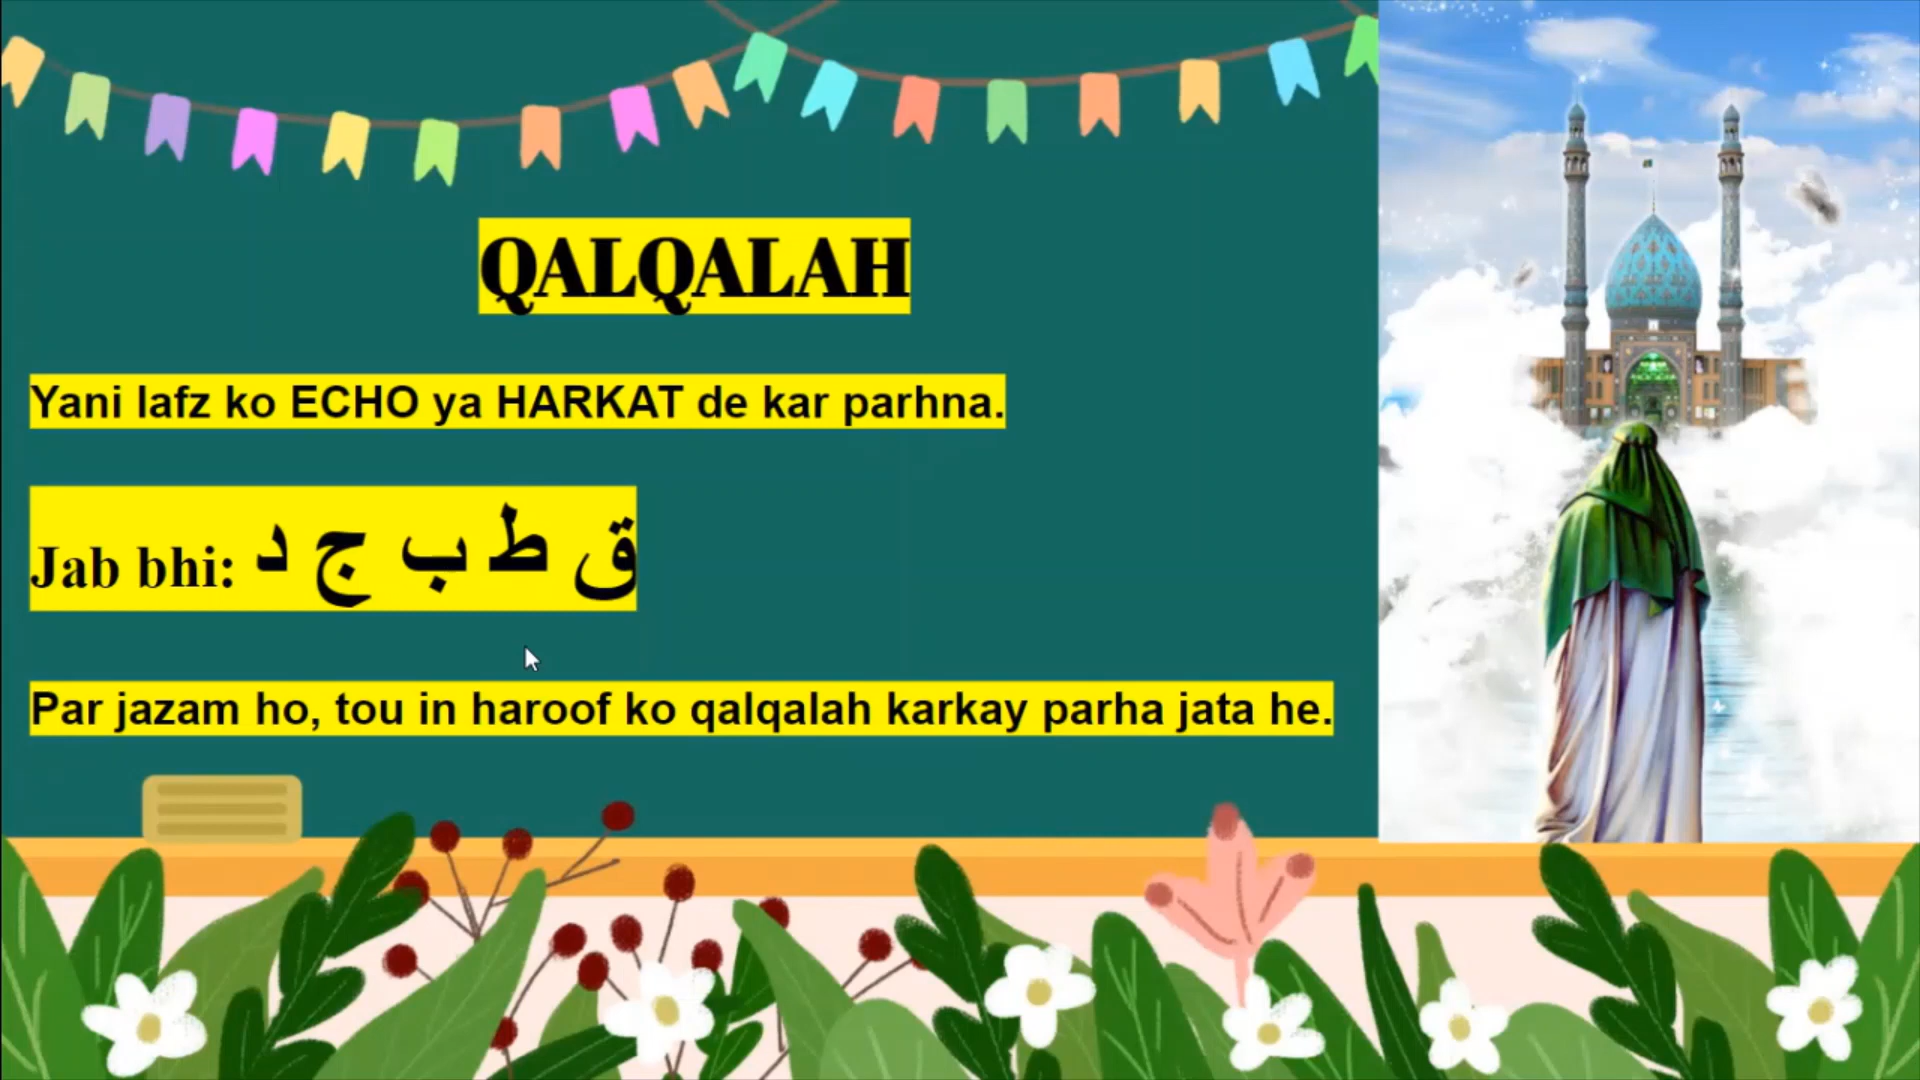 QALQALAH
Yani lafz ko ECHO ya HARKAT de kar parhna.
Jab bhi: ق ط ب ج د
Par jazam ho, tou in haroof ko qalqalah karkay parha jata he.